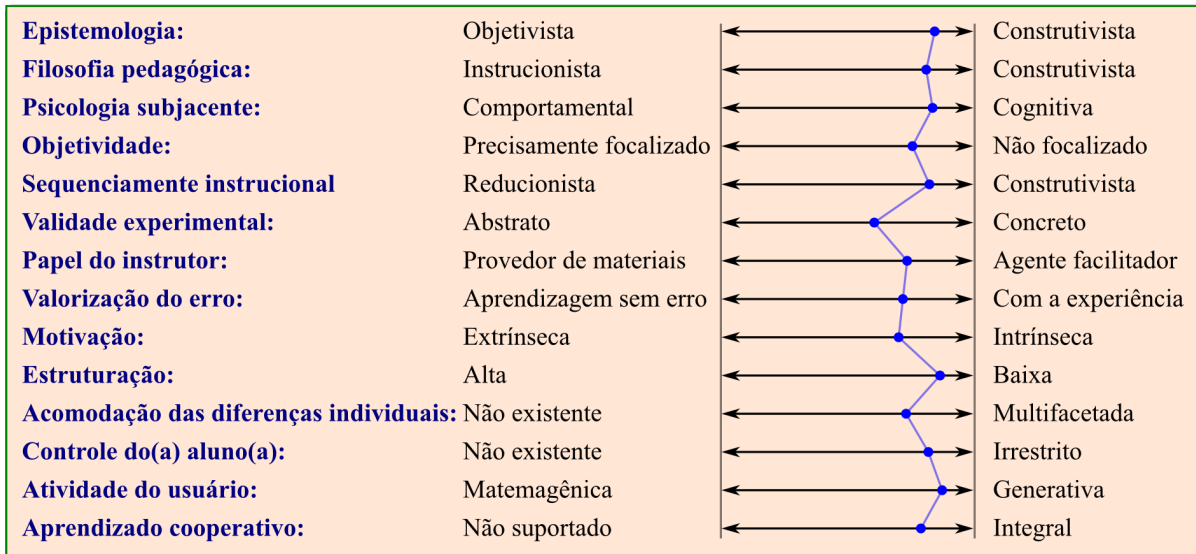 Epistemologia: Objetivista Construtivista
Filosofia pedagógica: Instrucionista Construtivista
Psicologia subjacente: Comportamental Cognitiva
Objetividade: Precisamente focalizado Não focalizado
Sequenciamente instrucional Reducionista Construtivista
Validade experimental: Abstrato Concreto
Papel do instrutor: Provedor de materiais Agente facilitador
Valorização do erro: Aprendizagem sem erro Com a experiência
Motivação: Extrínseca Intrínseca
Estruturação: Alta Baixa
Acomodação das diferenças individuais: Não existente Multifacetada
Controle do(a) aluno(a): Não existente Irrestrito
Atividade do usuário: Matemagênica Generativa
Aprendizado cooperativo: Não suportado Integral